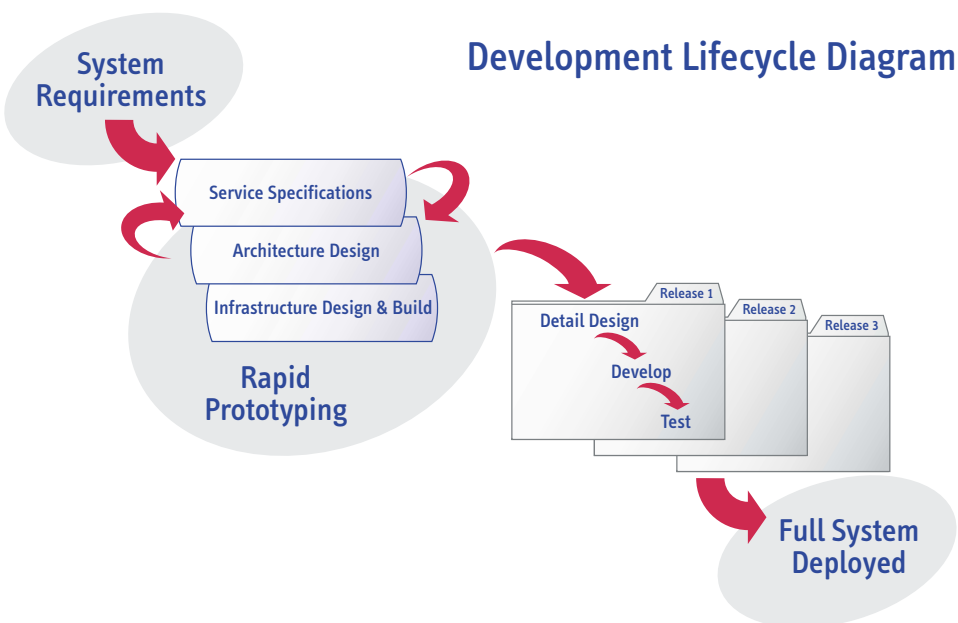 Development Lifecycle Diagram
System
Requirements
Service Specifications
Architecture Design
Infrastructure Design & Build
Rapid
Prototyping
Release 1
Release 2
Release 3
Detail Design
Develop
Test
Full System
Deployed